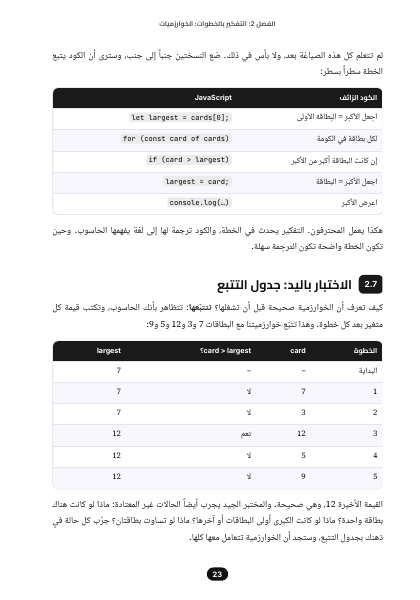 الفصل 2: التفكير بالخطوات: الخوارزميات
لم تتعلم كل هذه الصياغة بعد، ولا بأس في ذلك. ضع النسختين جنباً إلى جنب، وسترى أن الكود يتبع
الخطة سطراً بسطر:
الكود الزائف JavaScript
اجعل الأكبر = البطاقة الأولى let largest = cards[0];
لكل بطاقة في الكومة for (const card of cards)
إن كانت البطاقة أكبر من الأكبر if (card > largest)
اجعل الأكبر = البطاقة largest = card;
اعرض الأكبر console.log(…)
هكذا يعمل المحترفون. التفكير يحدث في الخطة، والكود ترجمة لها إلى لغة يفهمها الحاسوب. وحين
تكون الخطة واضحة تكون الترجمة سهلة.
2.7 الاختبار باليد: جدول التتبع
كيف تعرف أن الخوارزمية صحيحة قبل أن تشغلها؟ تتتبّعها: تتظاهر بأنك الحاسوب، وتكتب قيمة كل
متغير بعد كل خطوة. وهذا تتبّع خوارزميتنا مع البطاقات 7 و3 و12 و5 و9:
الخطوة card card > largest؟ largest
البداية – – 7
1 7 لا 7
2 3 لا 7
3 12 نعم 12
4 5 لا 12
5 9 لا 12
القيمة الأخيرة 12، وهي صحيحة. والمختبر الجيد يجرب أيضاً الحالات غير المعتادة: ماذا لو كانت هناك
بطاقة واحدة؟ ماذا لو كانت الكبرى أولى البطاقات أو آخرها؟ ماذا لو تساوت بطاقتان؟ جرّب كل حالة في
ذهنك بجدول التتبع، وستجد أن الخوارزمية تتعامل معها كلها.
23